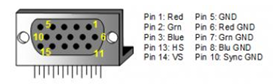 5 1
10 6
15 11
Pin 1: Red Pin 5: GND
Pin 2: Grn Pin 6: Red GND
Pin 3: Blue Pin 7: Grn GND
Pin 13: HS Pin 8: Blu GND
Pin 14: VS Pin 10: Sync GND